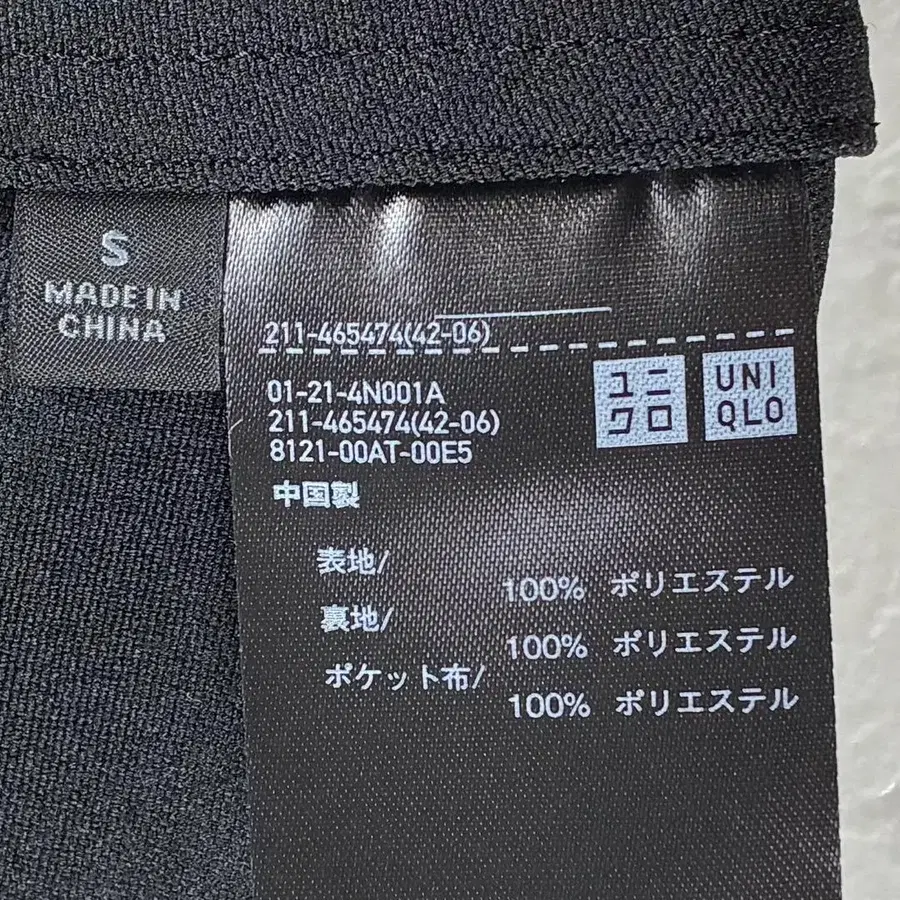 S
MADE IN
CHINA
211-465474(42-06)
01-21-4N001A
211-465474(42-06)
8121-00AT-00E5
中国製
ユニ
クロ
UNI
QLO
表地/
100% ポリエステル
裏地/
100% ポリエステル
ポケット布/
100% ポリエステル